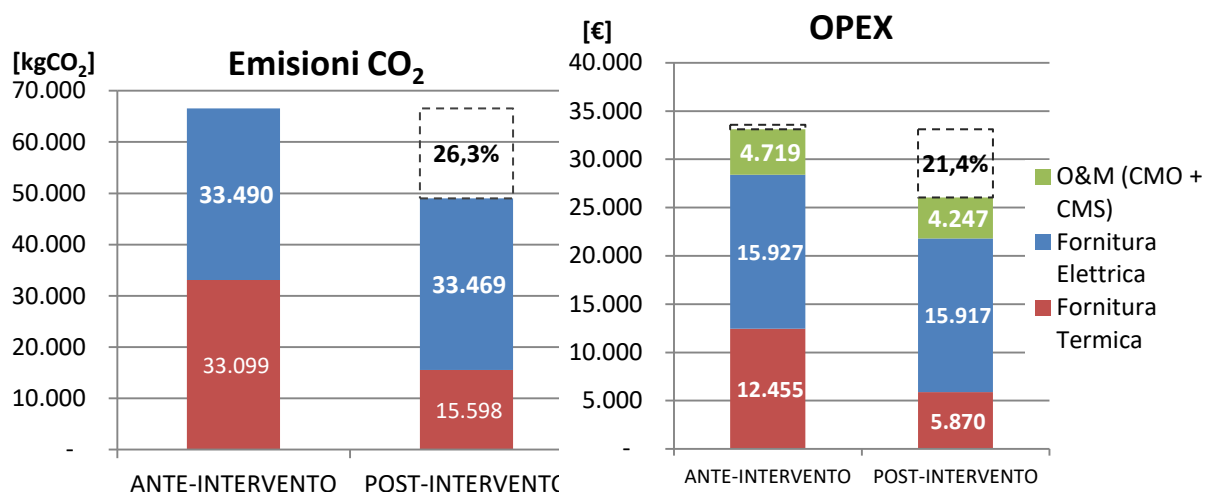 [kgCO2]
Emisioni CO2
70.000
60.000
50.000
40.000
30.000
20.000
10.000
-
26,3%
33.490
33.469
33.099
15.598
ANTE-INTERVENTO
POST-INTERVENTO
[€]
OPEX
40.000
35.000
30.000
25.000
20.000
15.000
10.000
5.000
-
4.719
21,4%
4.247
15.927
15.917
12.455
5.870
ANTE-INTERVENTO
POST-INTERVENTO
O&M (CMO +
CMS)
Fornitura
Elettrica
Fornitura
Termica